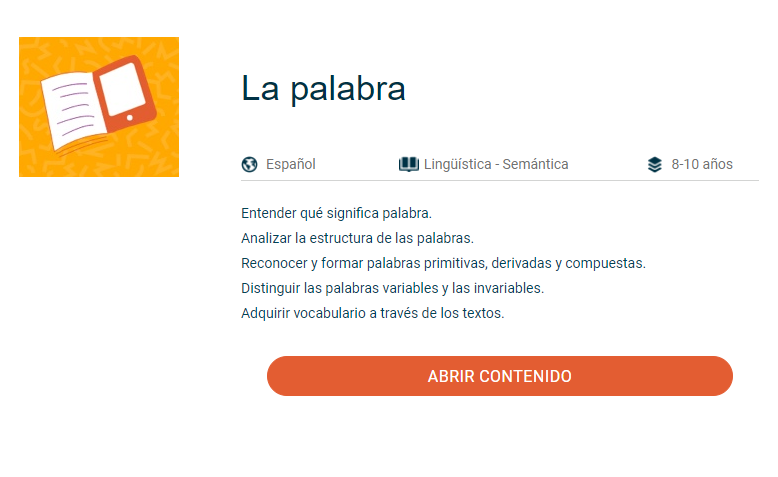 La palabra
Español
Lingüística - Semántica
8-10 años
Entender qué significa palabra.
Analizar la estructura de las palabras.
Reconocer y formar palabras primitivas, derivadas y compuestas.
Distinguir las palabras variables y las invariables.
Adquirir vocabulario a través de los textos.
ABRIR CONTENIDO